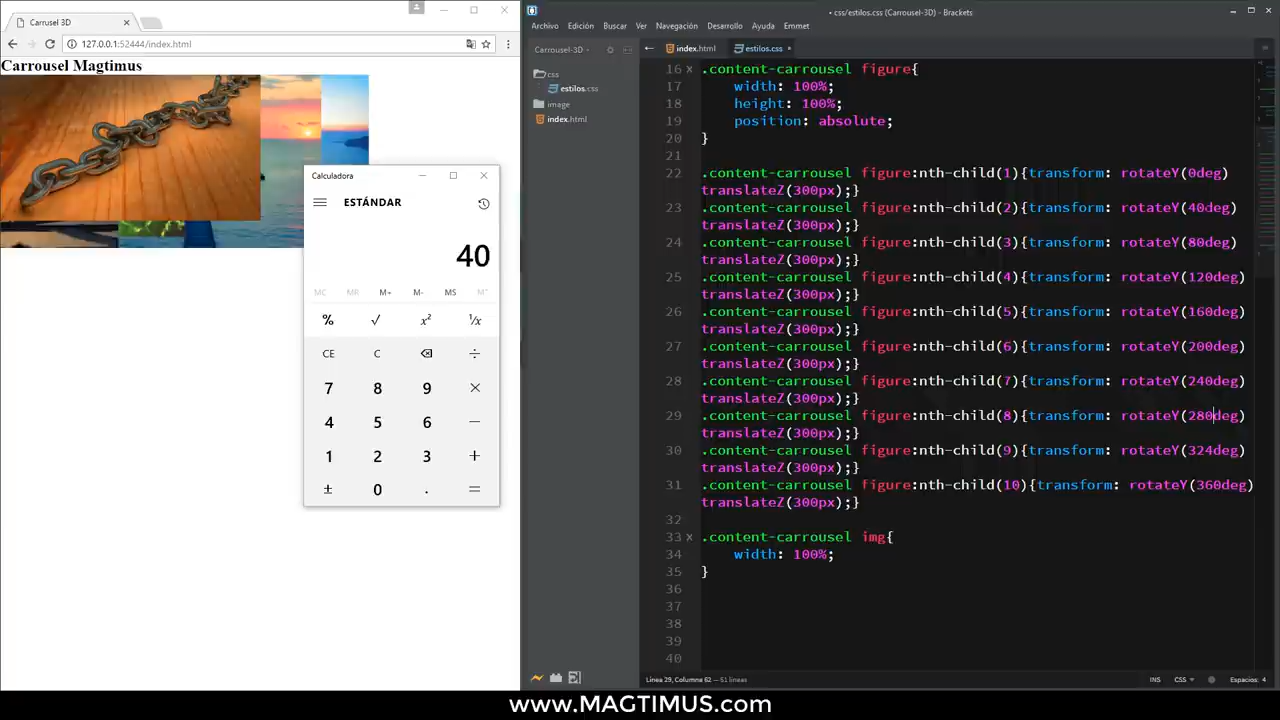 Carrusel 3D
127.0.0.1:52444/index.html
Carrousel Magtimus
Calculadora
ESTÁNDAR
40
MC MR M+ M- MS M˅
% √ x² ¹/x
CE C ÷
7 8 9 ×
4 5 6 −
1 2 3 +
± 0 . =
• css/estilos.css (Carrousel-3D) - Brackets
Archivo Edición Buscar Ver Navegación Desarrollo Ayuda Emmet
Carrousel-3D
css
estilos.css
image
index.html
index.html estilos.css
16 .content-carrousel figure{
17 width: 100%;
18 height: 100%;
19 position: absolute;
20 }
21
22 .content-carrousel figure:nth-child(1){transform: rotateY(0deg)
translateZ(300px);}
23 .content-carrousel figure:nth-child(2){transform: rotateY(40deg)
translateZ(300px);}
24 .content-carrousel figure:nth-child(3){transform: rotateY(80deg)
translateZ(300px);}
25 .content-carrousel figure:nth-child(4){transform: rotateY(120deg)
translateZ(300px);}
26 .content-carrousel figure:nth-child(5){transform: rotateY(160deg)
translateZ(300px);}
27 .content-carrousel figure:nth-child(6){transform: rotateY(200deg)
translateZ(300px);}
28 .content-carrousel figure:nth-child(7){transform: rotateY(240deg)
translateZ(300px);}
29 .content-carrousel figure:nth-child(8){transform: rotateY(280deg)
translateZ(300px);}
30 .content-carrousel figure:nth-child(9){transform: rotateY(324deg)
translateZ(300px);}
31 .content-carrousel figure:nth-child(10){transform: rotateY(360deg)
translateZ(300px);}
32
33 .content-carrousel img{
34 width: 100%;
35 }
36
37
38
39
40
Línea 29, Columna 62 — 51 líneas
INS CSS Espacios: 4
www.MAGTIMUS.com